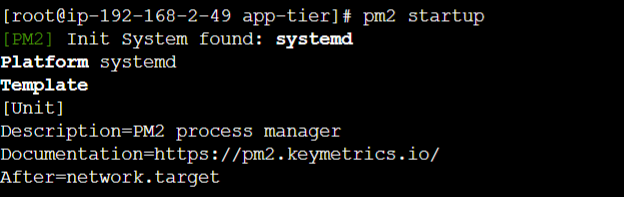 [root@ip-192-168-2-49 app-tier]# pm2 startup
[PM2] Init System found: systemd
Platform systemd
Template
[Unit]
Description=PM2 process manager
Documentation=https://pm2.keymetrics.io/
After=network.target